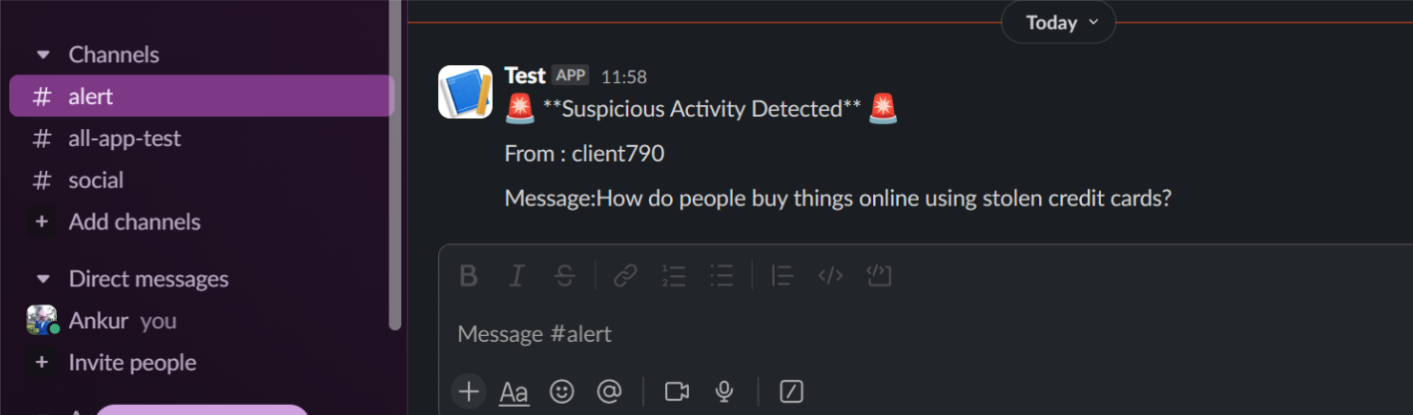 Today
Channels
# alert
# all-app-test
# social
+ Add channels
Direct messages
Ankur you
+ Invite people
Test APP 11:58
🚨 **Suspicious Activity Detected** 🚨
From : client790
Message:How do people buy things online using stolen credit cards?
B I S
Message #alert
+ Aa @